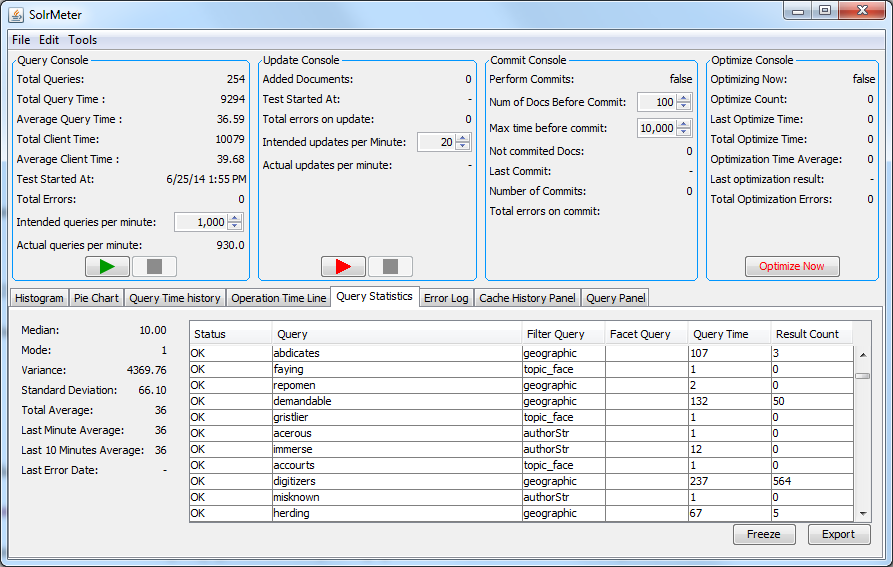 SolrMeter
File Edit Tools
Query Console
Total Queries: 254
Total Query Time : 9294
Average Query Time : 36.59
Total Client Time: 10079
Average Client Time : 39.68
Test Started At: 6/25/14 1:55 PM
Total Errors: 0
Intended queries per minute: 1,000
Actual queries per minute: 930.0
Update Console
Added Documents: 0
Test Started At: -
Total errors on update: 0
Intended updates per Minute: 20
Actual updates per minute: -
Commit Console
Perform Commits: false
Num of Docs Before Commit: 100
Max time before commit: 10,000
Not commited Docs: 0
Last Commit: -
Number of Commits: 0
Total errors on commit:
Optimize Console
Optimizing Now: false
Optimize Count: 0
Last Optimize Time: 0
Total Optimize Time: 0
Optimization Time Average: 0
Last optimization result: -
Total Optimization Errors: 0
Optimize Now
Histogram Pie Chart Query Time history Operation Time Line Query Statistics Error Log Cache History Panel Query Panel
Median: 10.00
Mode: 1
Variance: 4369.76
Standard Deviation: 66.10
Total Average: 36
Last Minute Average: 36
Last 10 Minutes Average: 36
Last Error Date: -
Status Query Filter Query Facet Query Query Time Result Count
OK abdicates geographic 107 3
OK faying topic_face 1 0
OK repomen geographic 2 0
OK demandable geographic 132 50
OK gristlier topic_face 1 0
OK acerous authorStr 1 0
OK immerse authorStr 12 0
OK accourts topic_face 1 0
OK digitizers geographic 237 564
OK misknown authorStr 1 0
OK herding geographic 67 5
Freeze Export